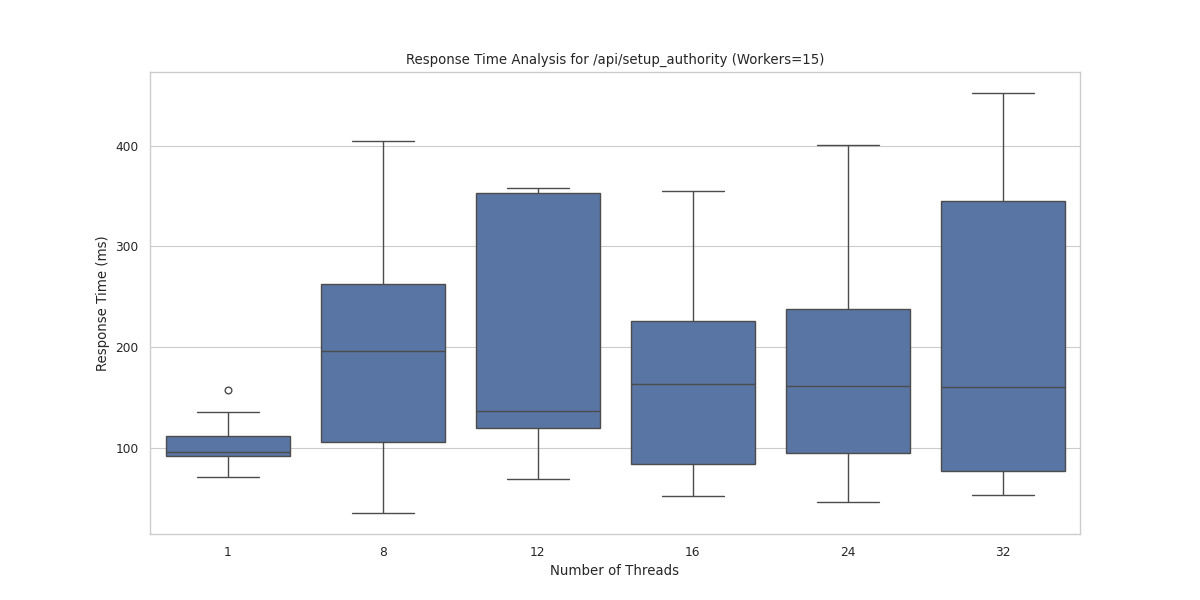 Response Time Analysis for /api/setup_authority (Workers=15)
Response Time (ms)
400
300
200
100
1 8 12 16 24 32
Number of Threads